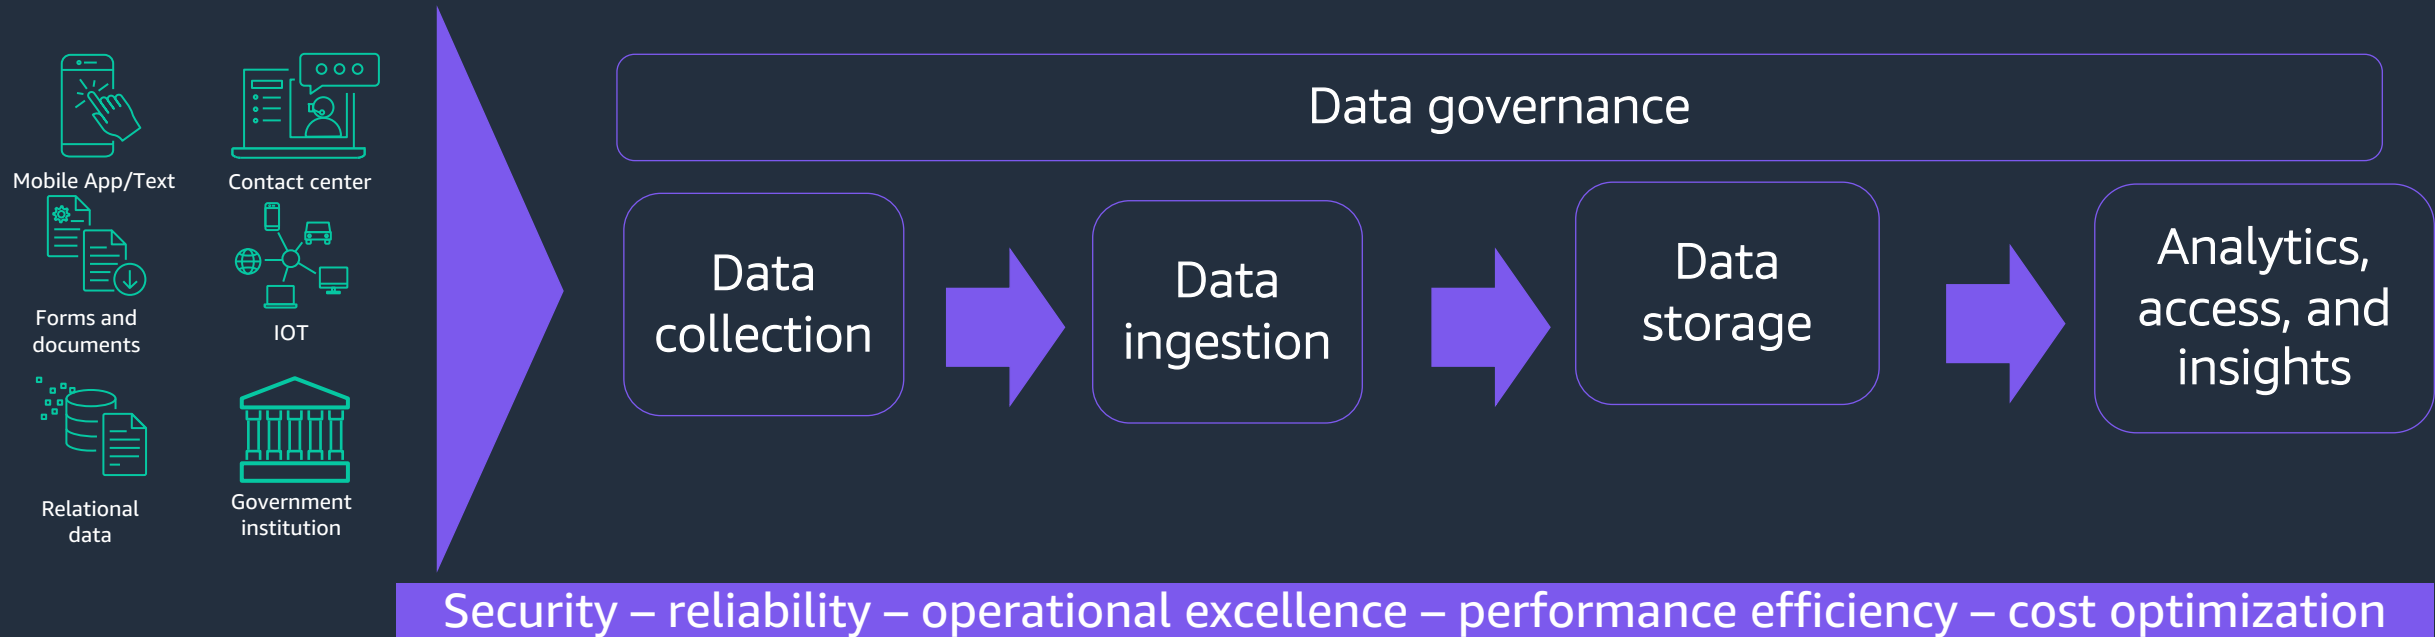 Mobile App/Text
Contact center
Forms and
documents
IOT
Relational
data
Government
institution
Data governance
Data
collection
Data
ingestion
Data
storage
Analytics,
access, and
insights
Security – reliability – operational excellence – performance efficiency – cost optimization